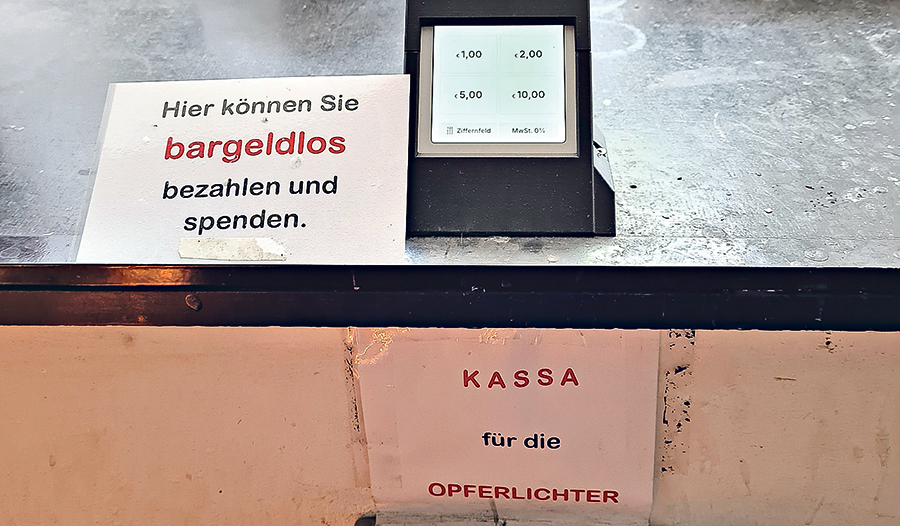 Hier können Sie
bargeldlos
bezahlen und
spenden.
€1,00 €2,00
€5,00 €10,00
Ziffernfeld MwSt. 0%
KASSA
für die
OPFERLICHTER